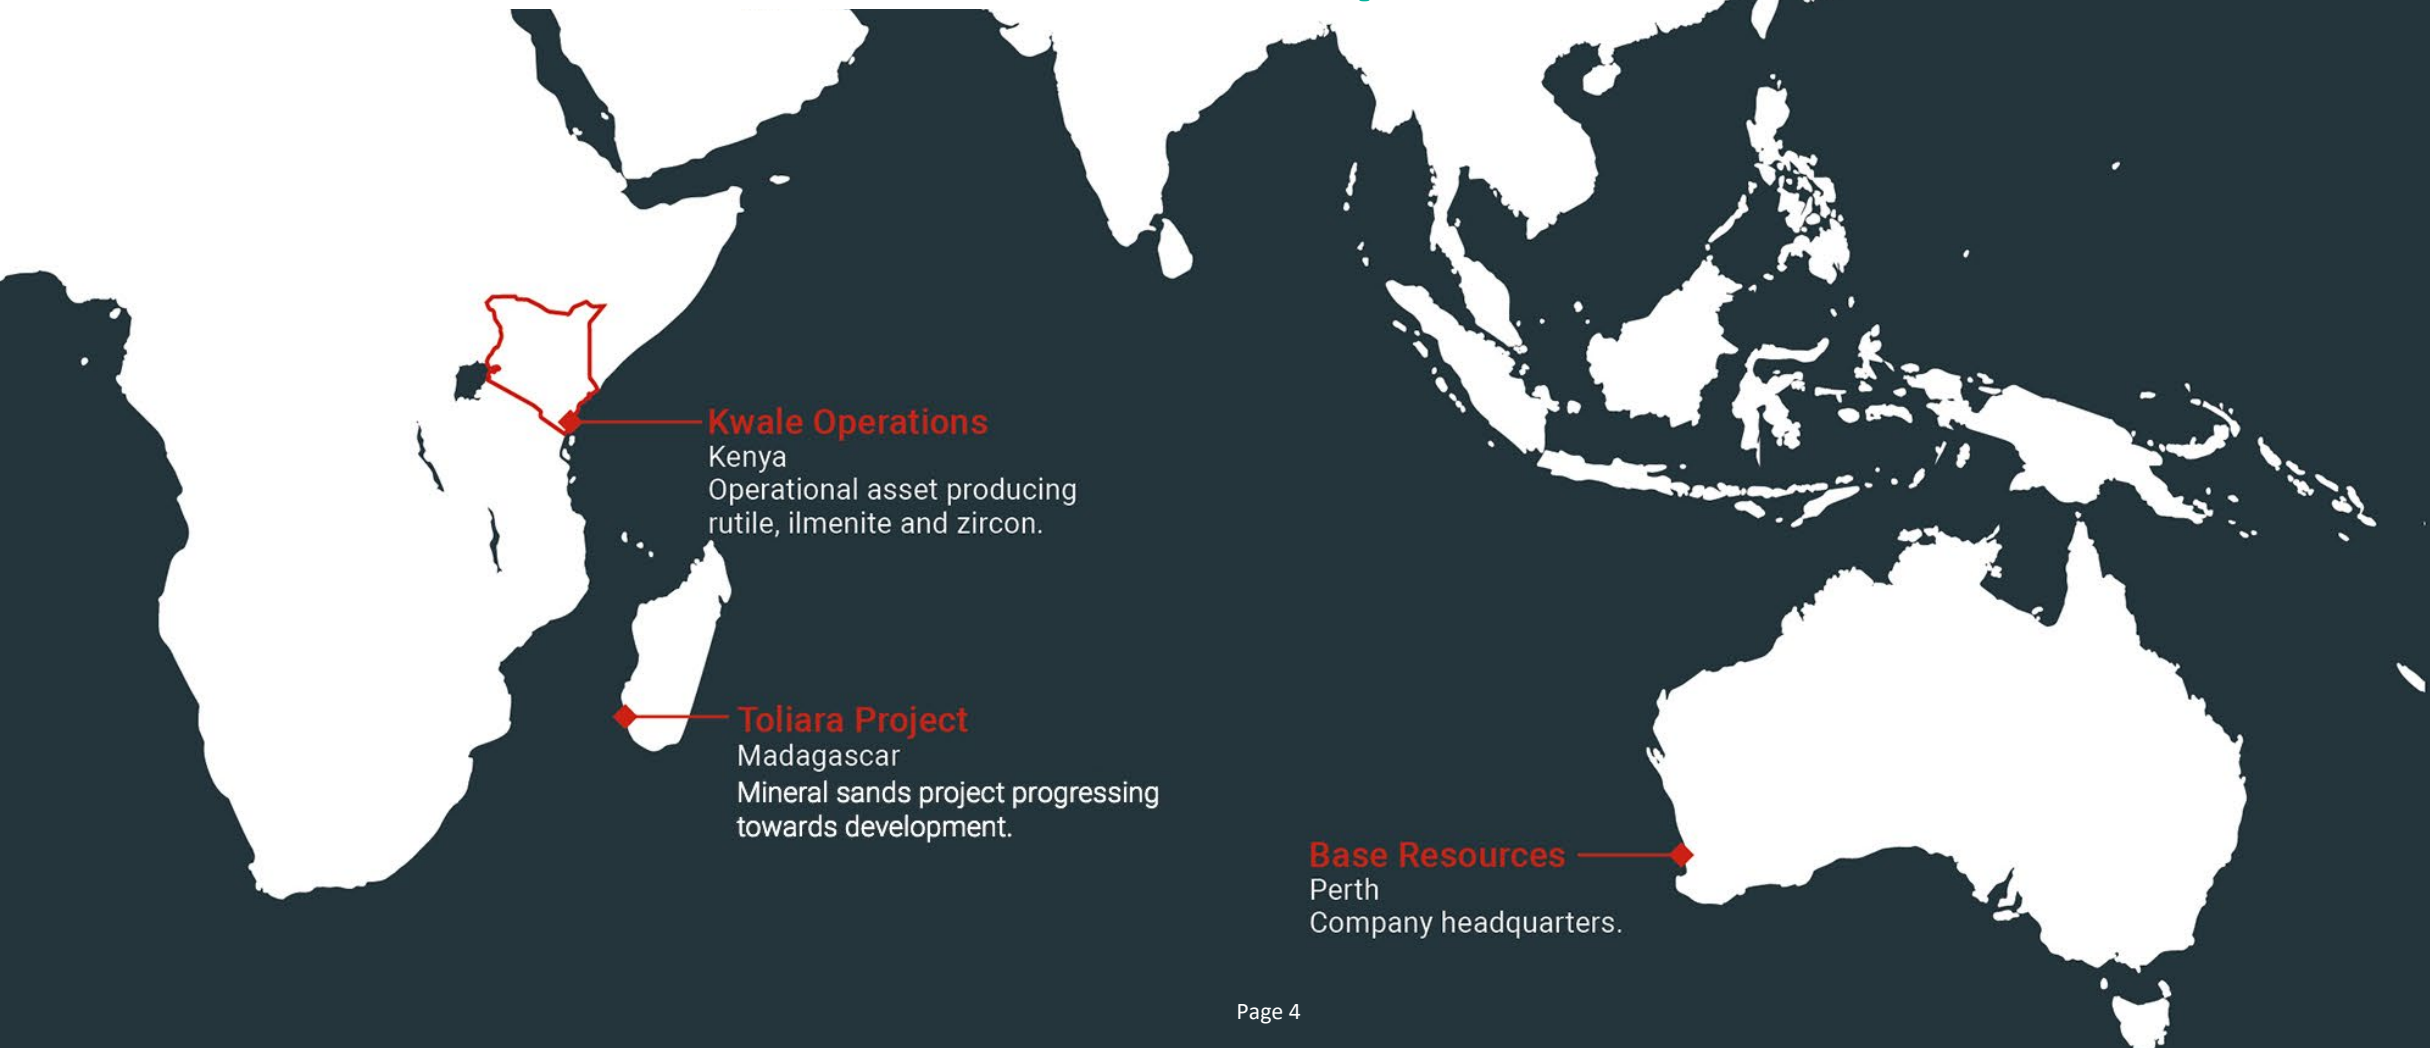 Kwale Operations
Kenya
Operational asset producing
rutile, ilmenite and zircon.
Toliara Project
Madagascar
Mineral sands project progressing
towards development.
Base Resources
Perth
Company headquarters.
Page 4